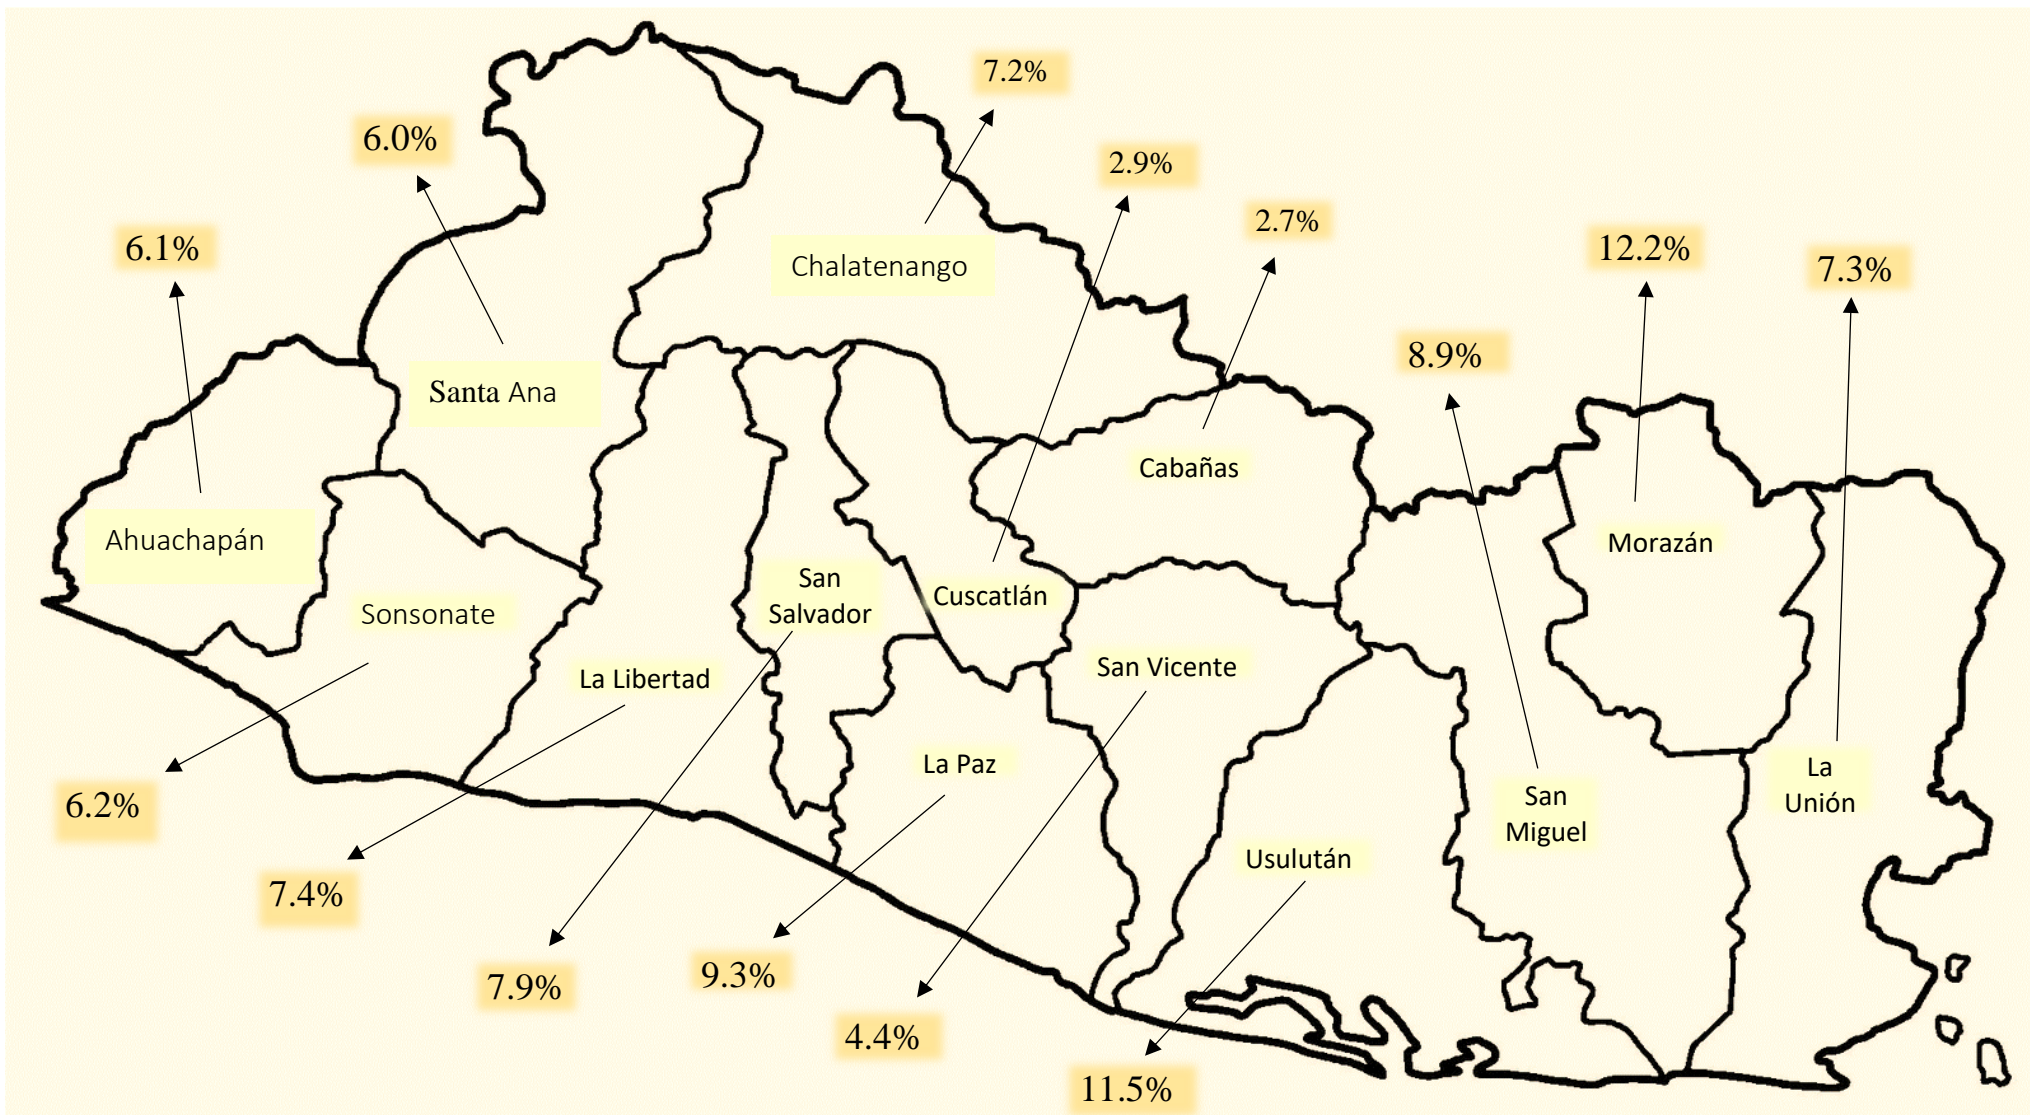 7.2%
6.0%
2.9%
2.7%
6.1%
12.2%
7.3%
Chalatenango
8.9%
Santa Ana
Cabañas
Ahuachapán
Morazán
San
Salvador
Cuscatlán
Sonsonate
La Libertad
San Vicente
La Paz
La
Unión
San
Miguel
6.2%
Usulután
7.4%
7.9%
9.3%
4.4%
11.5%